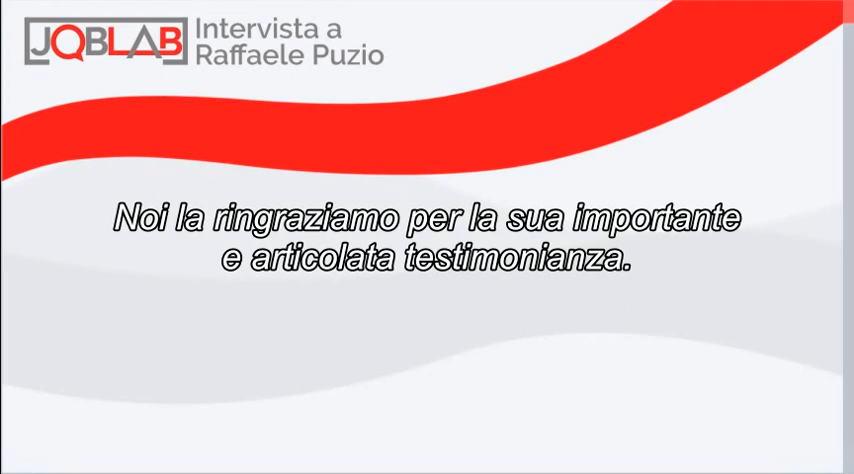 JOBLAB
Intervista a
Raffaele Puzio
Noi la ringraziamo per la sua importante
e articolata testimonianza.